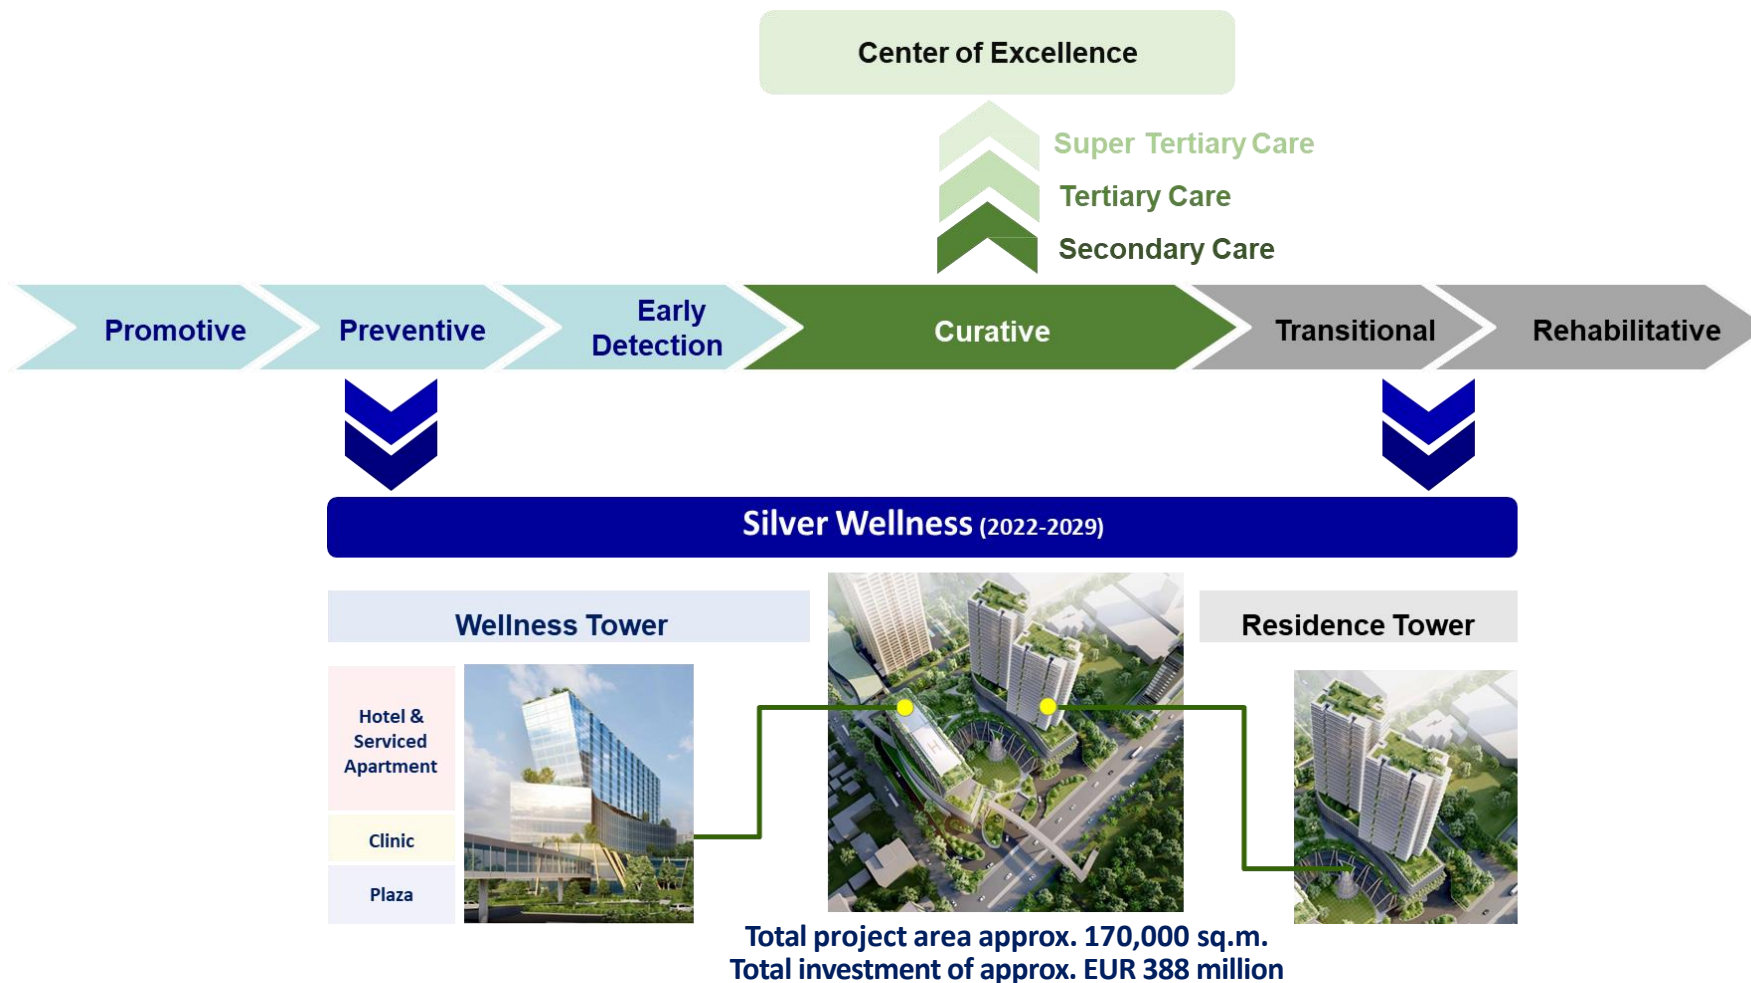 Center of Excellence
Super Tertiary Care
Tertiary Care
Secondary Care
Promotive
Preventive
Early
Detection
Curative
Transitional
Rehabilitative
Silver Wellness (2022-2029)
Wellness Tower
Residence Tower
Hotel &
Serviced
Apartment
Clinic
Plaza
H
Total project area approx. 170,000 sq.m.
Total investment of approx. EUR 388 million